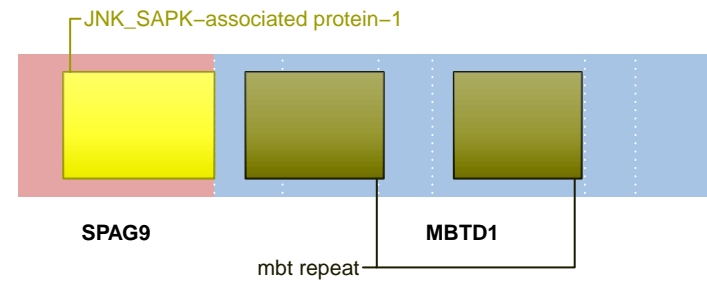 JNK_SAPK−associated protein−1
SPAG9
MBTD1
mbt repeat